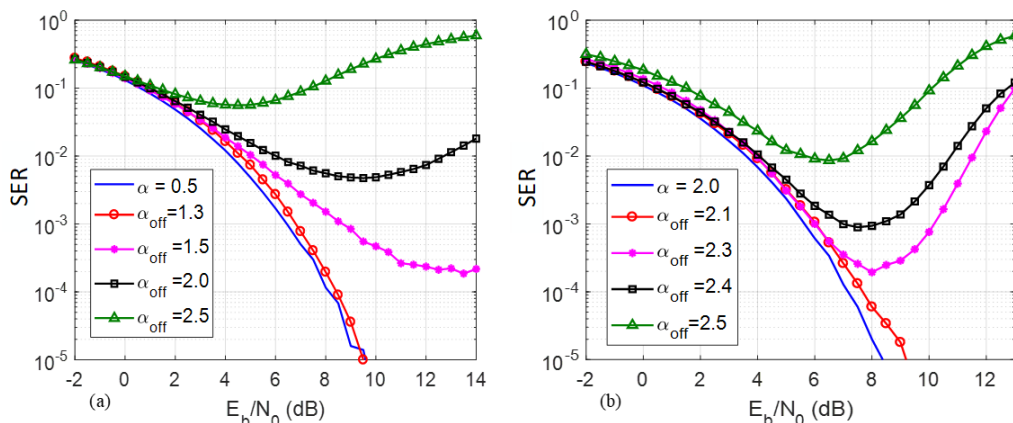 10^0
10^-1
10^-2
10^-3
10^-4
10^-5
SER
α = 0.5
α_off=1.3
α_off=1.5
α_off=2.0
α_off=2.5
-2 0 2 4 6 8 10 12 14
(a)
E_b/N_0 (dB)
10^0
10^-1
10^-2
10^-3
10^-4
10^-5
SER
α = 2.0
α_off=2.1
α_off=2.3
α_off=2.4
α_off=2.5
-2 0 2 4 6 8 10 12
(b)
E_b/N_0 (dB)